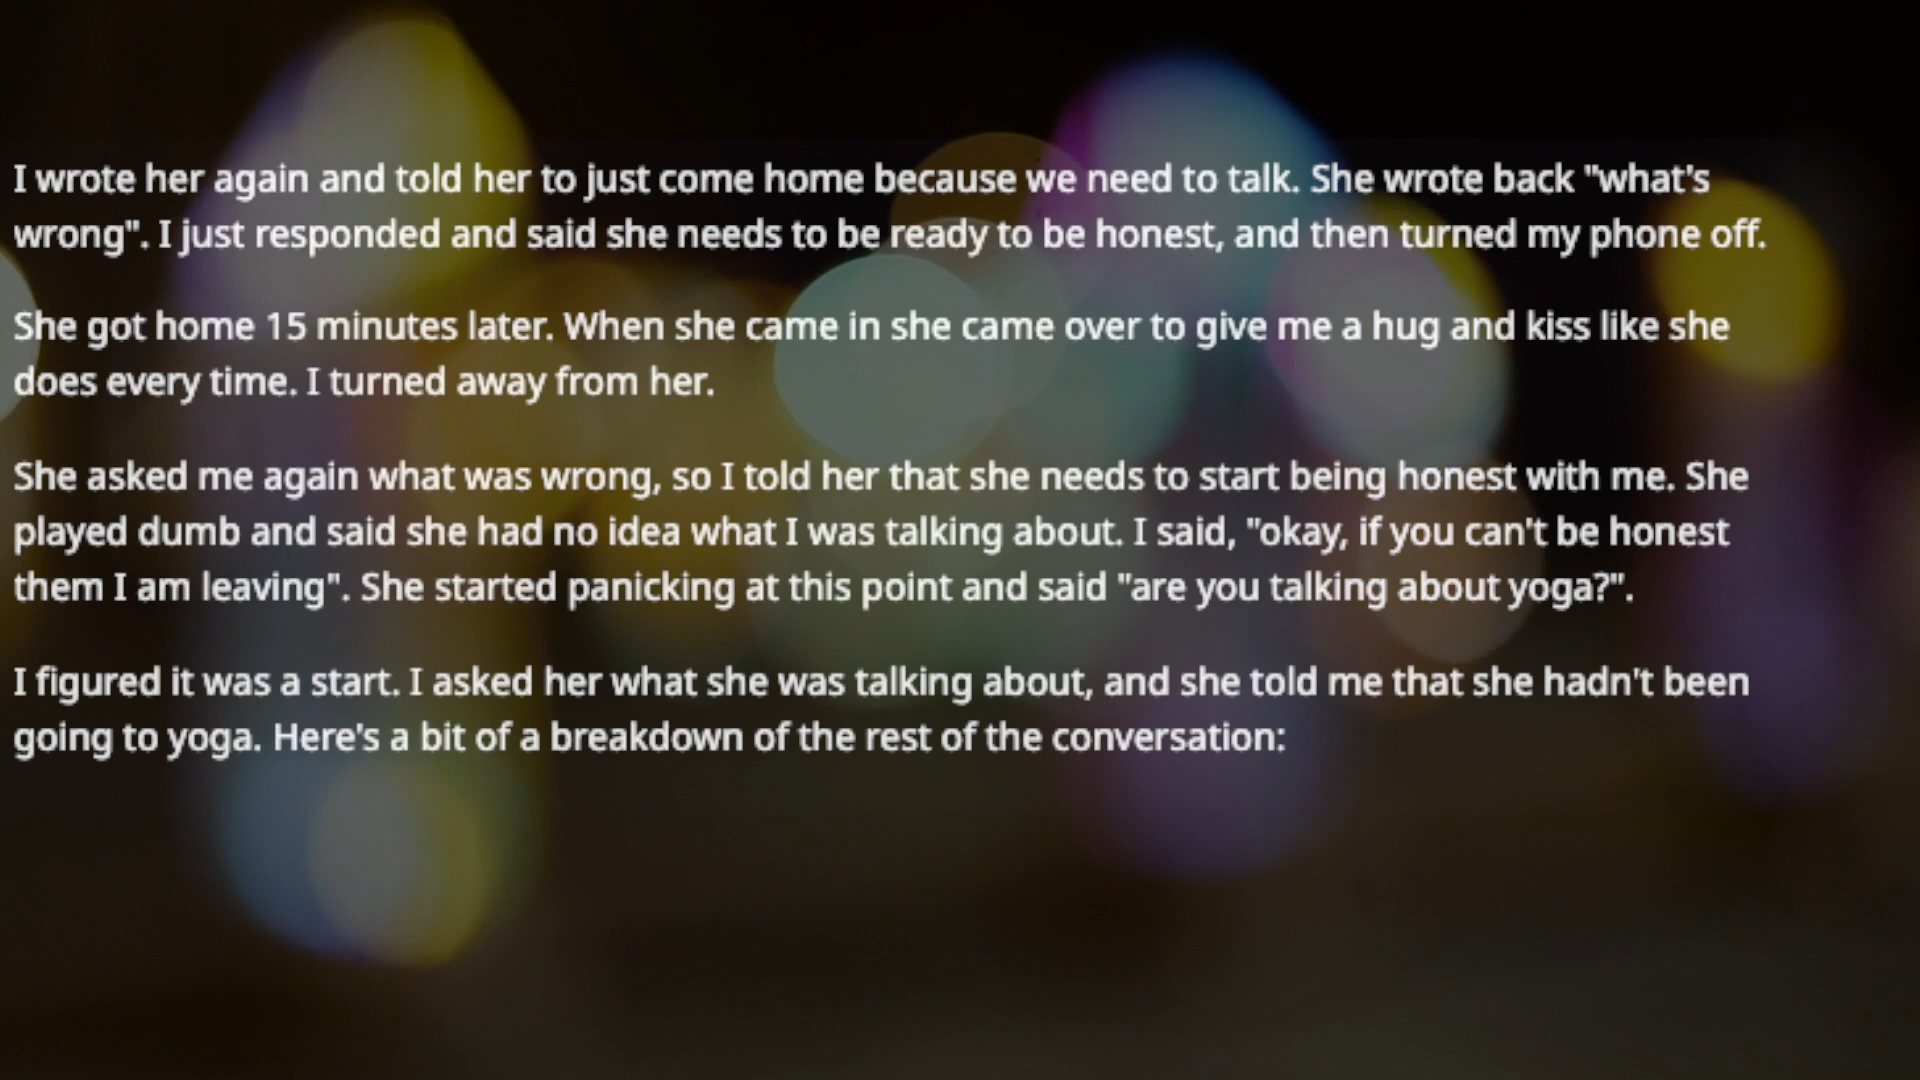 I wrote her again and told her to just come home because we need to talk. She wrote back "what's
wrong". I just responded and said she needs to be ready to be honest, and then turned my phone off.
She got home 15 minutes later. When she came in she came over to give me a hug and kiss like she
does every time. I turned away from her.
She asked me again what was wrong, so I told her that she needs to start being honest with me. She
played dumb and said she had no idea what I was talking about. I said, "okay, if you can't be honest
them I am leaving". She started panicking at this point and said "are you talking about yoga?".
I figured it was a start. I asked her what she was talking about, and she told me that she hadn't been
going to yoga. Here's a bit of a breakdown of the rest of the conversation: